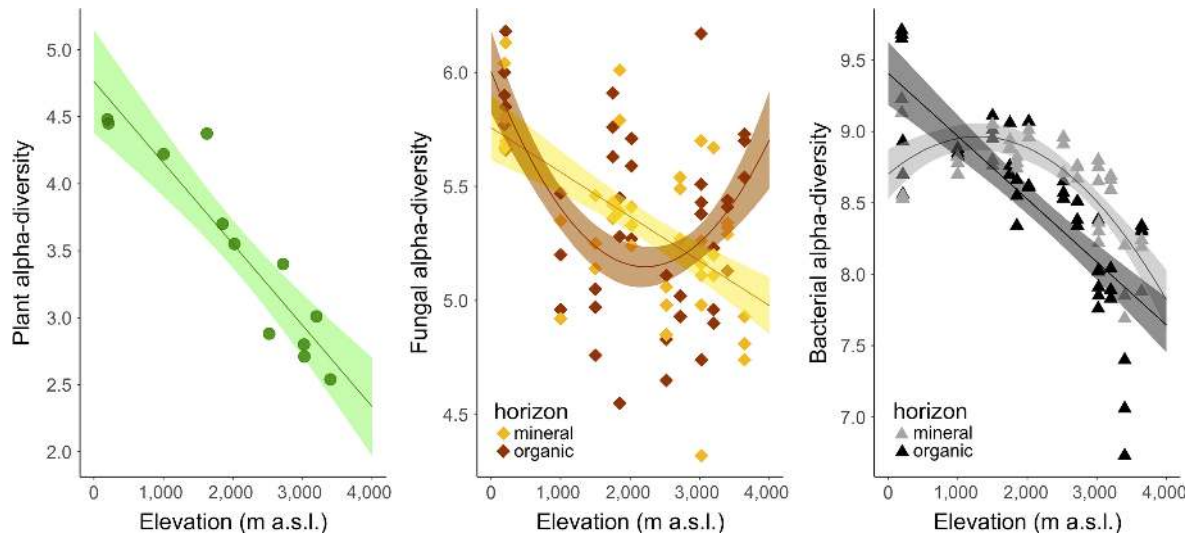 Plant alpha-diversity
5.0
4.5
4.0
3.5
3.0
2.5
2.0
0 1,000 2,000 3,000 4,000
Elevation (m a.s.l.)
Fungal alpha-diversity
6.0
5.5
5.0
4.5
horizon
mineral
organic
0 1,000 2,000 3,000 4,000
Elevation (m a.s.l.)
Bacterial alpha-diversity
9.5
9.0
8.5
8.0
7.5
7.0
horizon
mineral
organic
0 1,000 2,000 3,000 4,000
Elevation (m a.s.l.)